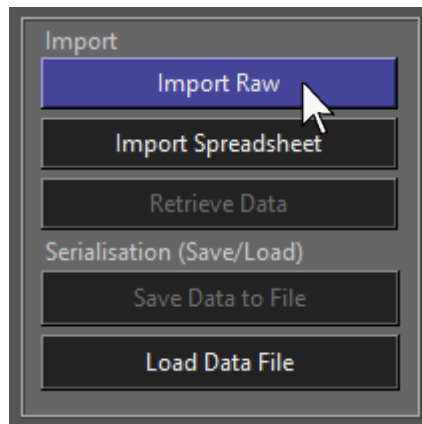 Import
Import Raw
Import Spreadsheet
Retrieve Data
Serialisation (Save/Load)
Save Data to File
Load Data File